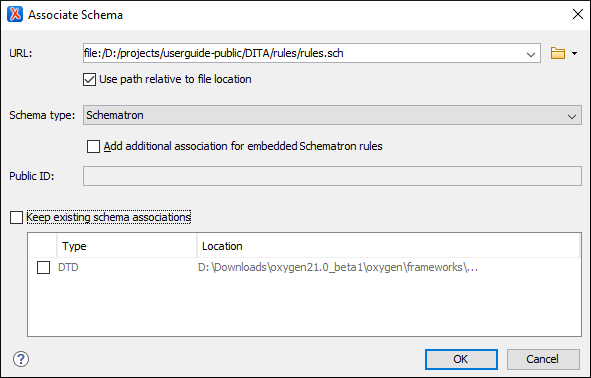 Associate Schema
URL: file:/D:/projects/userguide-public/DITA/rules/rules.sch
Use path relative to file location
Schema type: Schematron
Add additional association for embedded Schematron rules
Public ID:
Keep existing schema associations
Type Location
DTD D:\Downloads\oxygen21.0_beta1\oxygen\frameworks\...
? OK Cancel